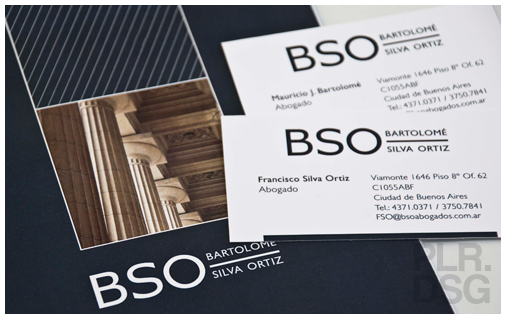 BSO BARTOLOMÉ
SILVA ORTIZ
Mauricio J. Bartolomé
Abogado
Viamonte 1646 Piso 8° Of. 62
C1055ABF
Ciudad de Buenos Aires
Tel.: 4371.0371 / 3750.7841
@bsoabogados.com.ar
BSO BARTOLOMÉ
SILVA ORTIZ
Francisco Silva Ortiz
Abogado
Viamonte 1646 Piso 8° Of. 62
C1055ABF
Ciudad de Buenos Aires
Tel.: 4371.0371 / 3750.7841
FSO@bsoabogados.com.ar
BSO BARTOLOMÉ
SILVA ORTIZ
PLR.
DSG